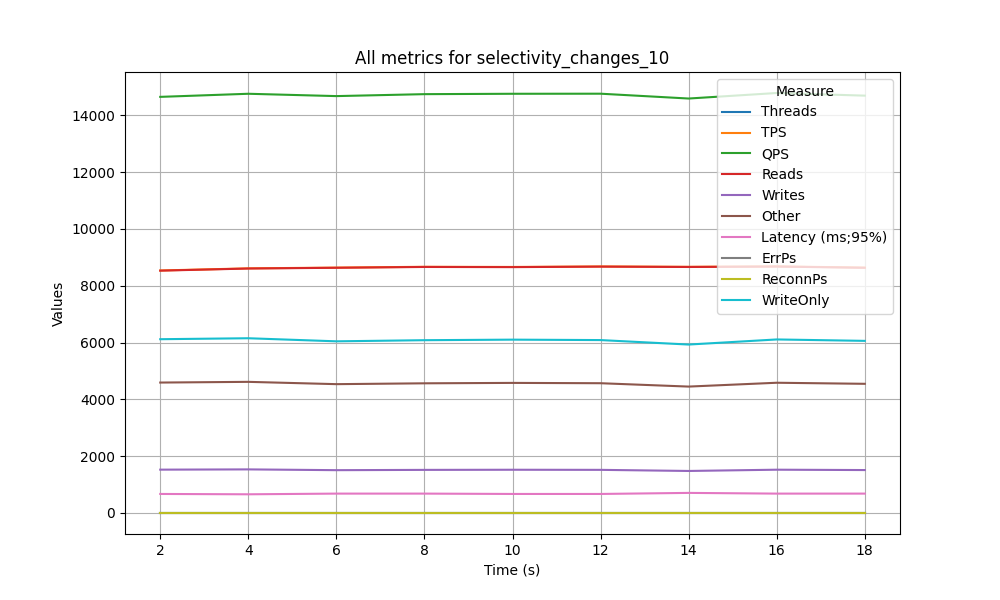 All metrics for selectivity_changes_10
Measure
Threads
TPS
QPS
Reads
Writes
Other
Latency (ms;95%)
ErrPs
ReconnPs
WriteOnly
Values
14000
12000
10000
8000
6000
4000
2000
0
2 4 6 8 10 12 14 16 18
Time (s)